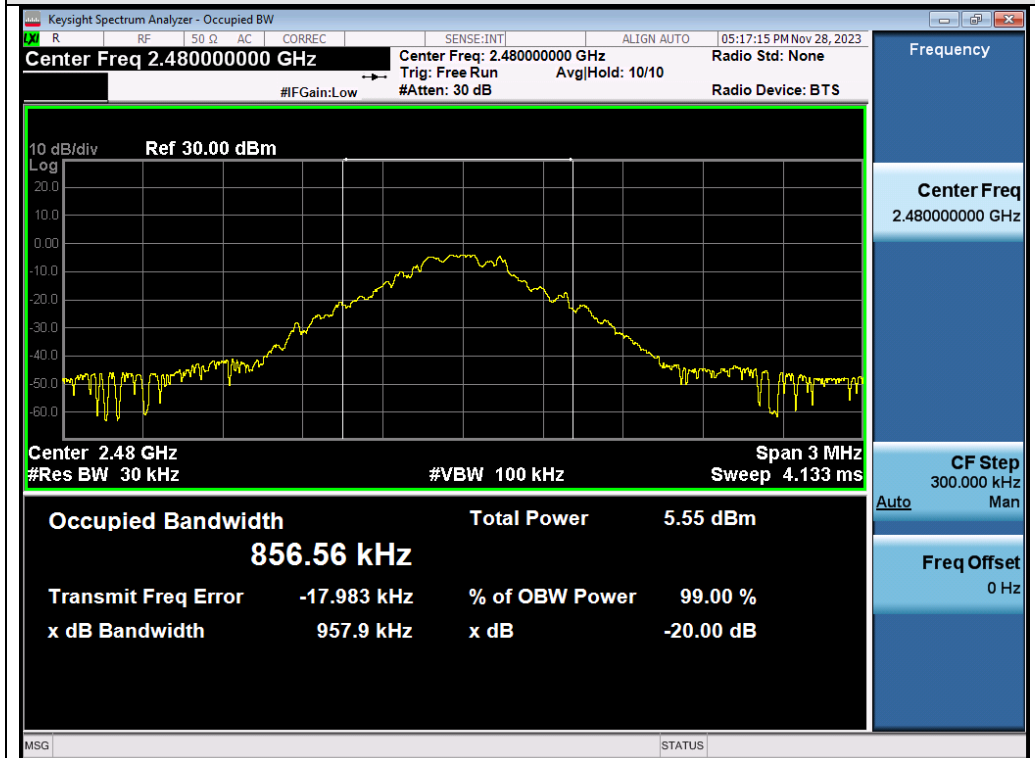 Keysight Spectrum Analyzer - Occupied BW
LXI R RF 50 Ω AC CORREC SENSE:INT ALIGN AUTO 05:17:15 PM Nov 28, 2023
Center Freq 2.480000000 GHz
Center Freq: 2.480000000 GHz Radio Std: None
Trig: Free Run Avg|Hold: 10/10
#IFGain:Low #Atten: 30 dB Radio Device: BTS
10 dB/div Ref 30.00 dBm
Log
20.0
10.0
0.00
-10.0
-20.0
-30.0
-40.0
-50.0
-60.0
Center 2.48 GHz Span 3 MHz
#Res BW 30 kHz #VBW 100 kHz Sweep 4.133 ms
Occupied Bandwidth Total Power 5.55 dBm
856.56 kHz
Transmit Freq Error -17.983 kHz % of OBW Power 99.00 %
x dB Bandwidth 957.9 kHz x dB -20.00 dB
Frequency
Center Freq
2.480000000 GHz
CF Step
300.000 kHz
Auto Man
Freq Offset
0 Hz
MSG STATUS